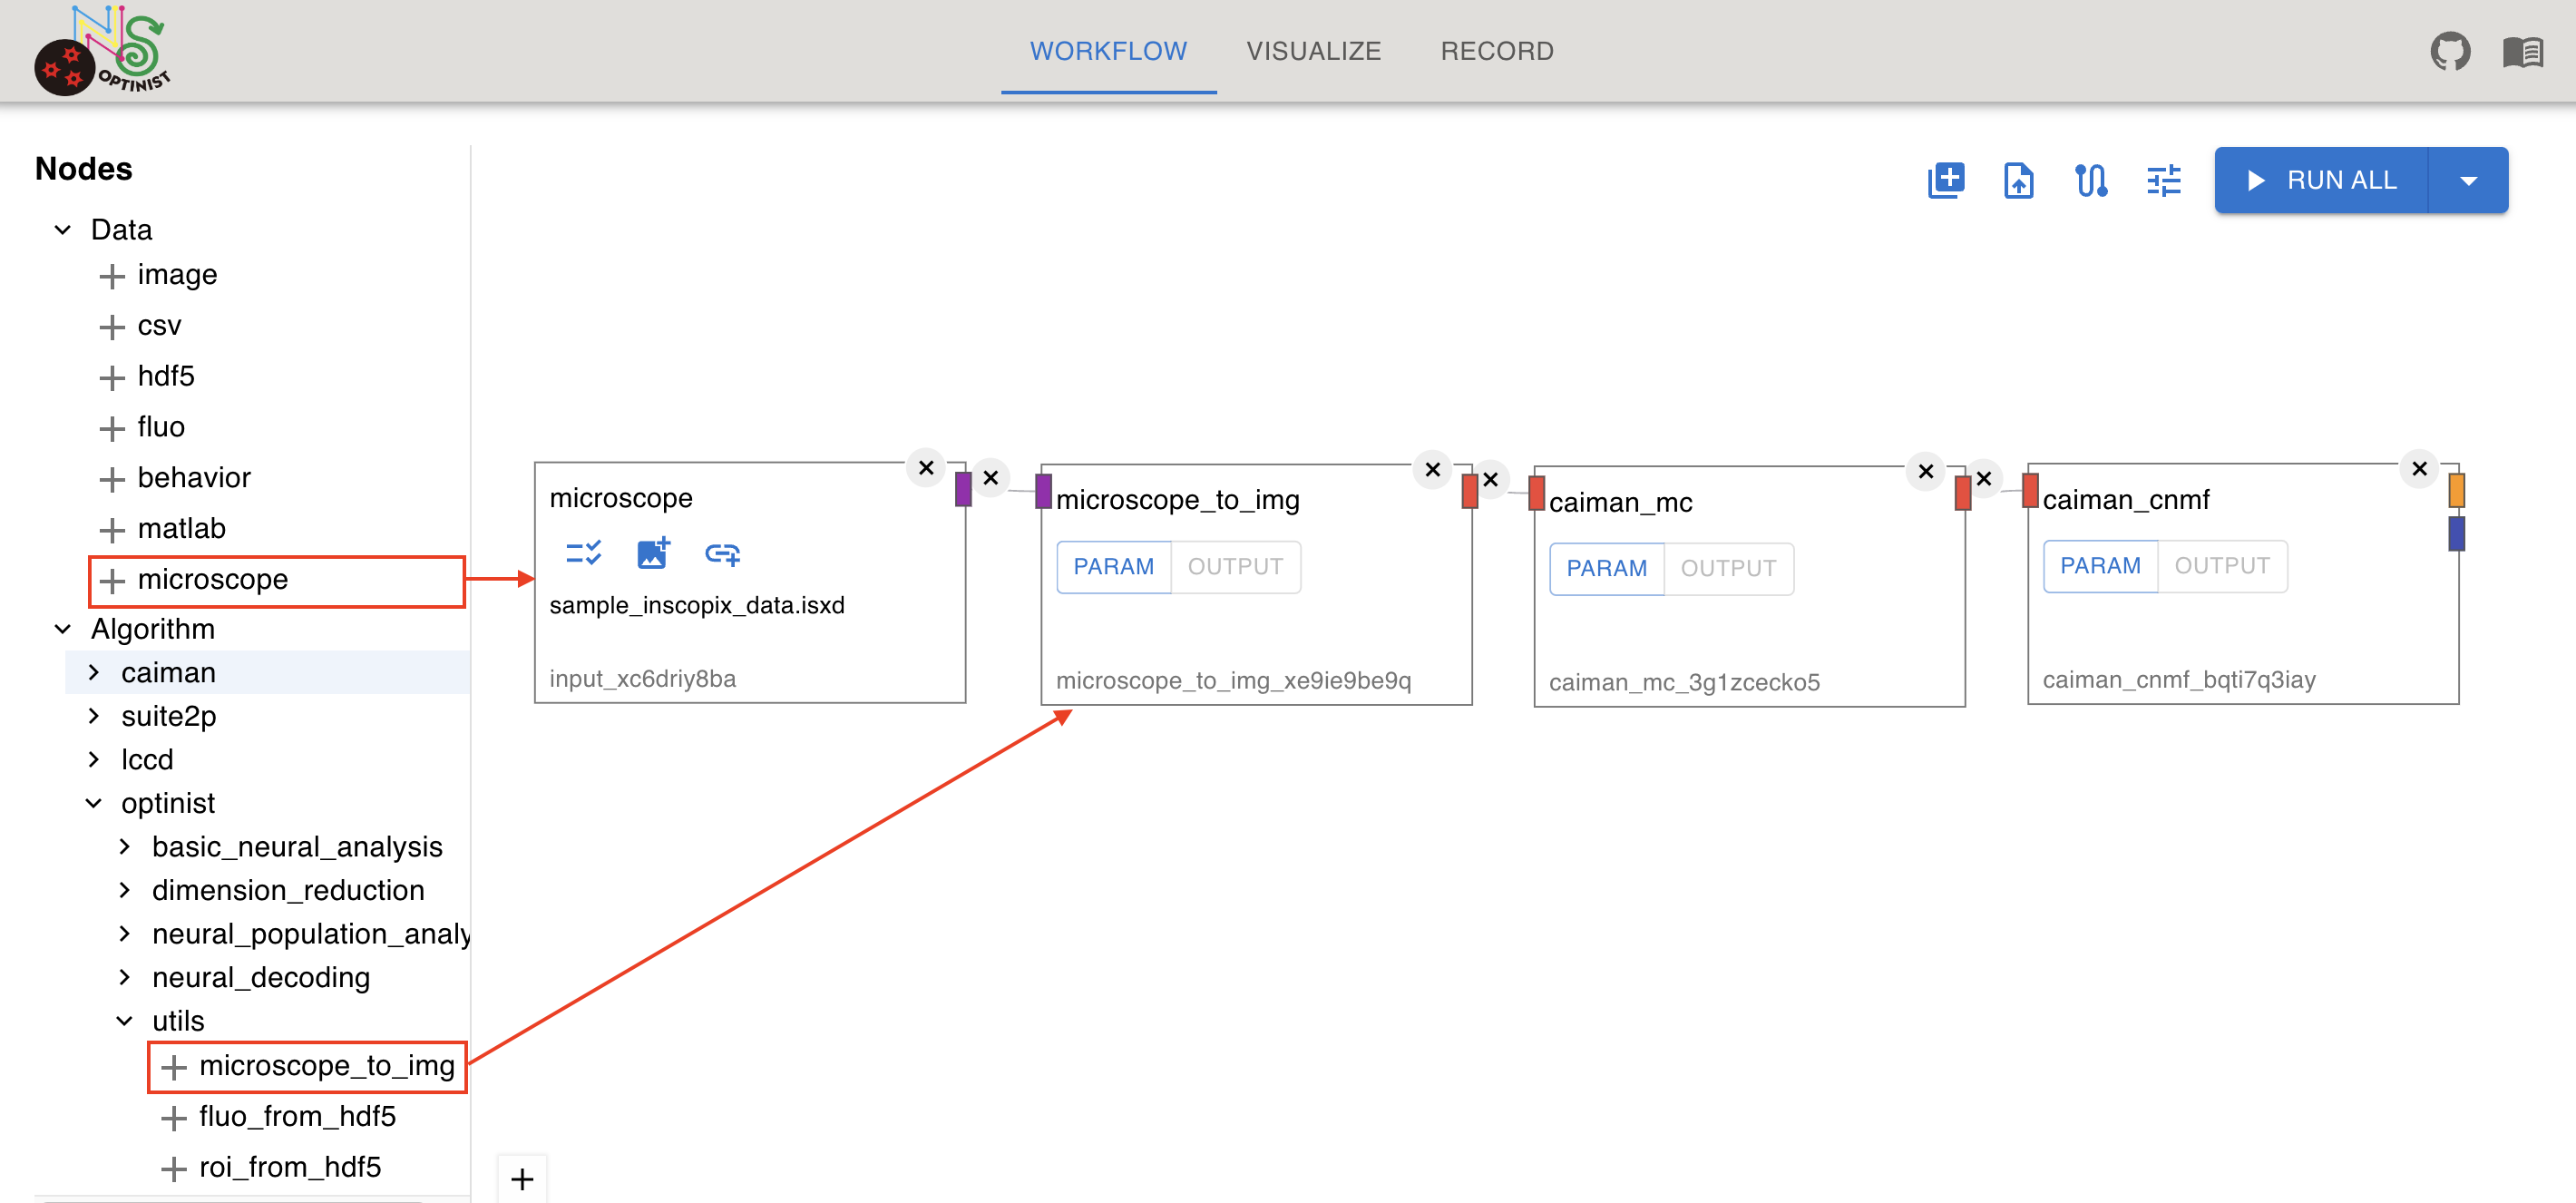 NS
OPTINIST
WORKFLOW
VISUALIZE
RECORD
Nodes
RUN ALL
Data
image
csv
hdf5
fluo
behavior
matlab
microscope
Algorithm
caiman
suite2p
lccd
optinist
basic_neural_analysis
dimension_reduction
neural_population_analy
neural_decoding
utils
microscope_to_img
fluo_from_hdf5
roi_from_hdf5
microscope
sample_inscopix_data.isxd
input_xc6driy8ba
microscope_to_img
PARAM OUTPUT
microscope_to_img_xe9ie9be9q
caiman_mc
PARAM OUTPUT
caiman_mc_3g1zcecko5
caiman_cnmf
PARAM OUTPUT
caiman_cnmf_bqti7q3iay